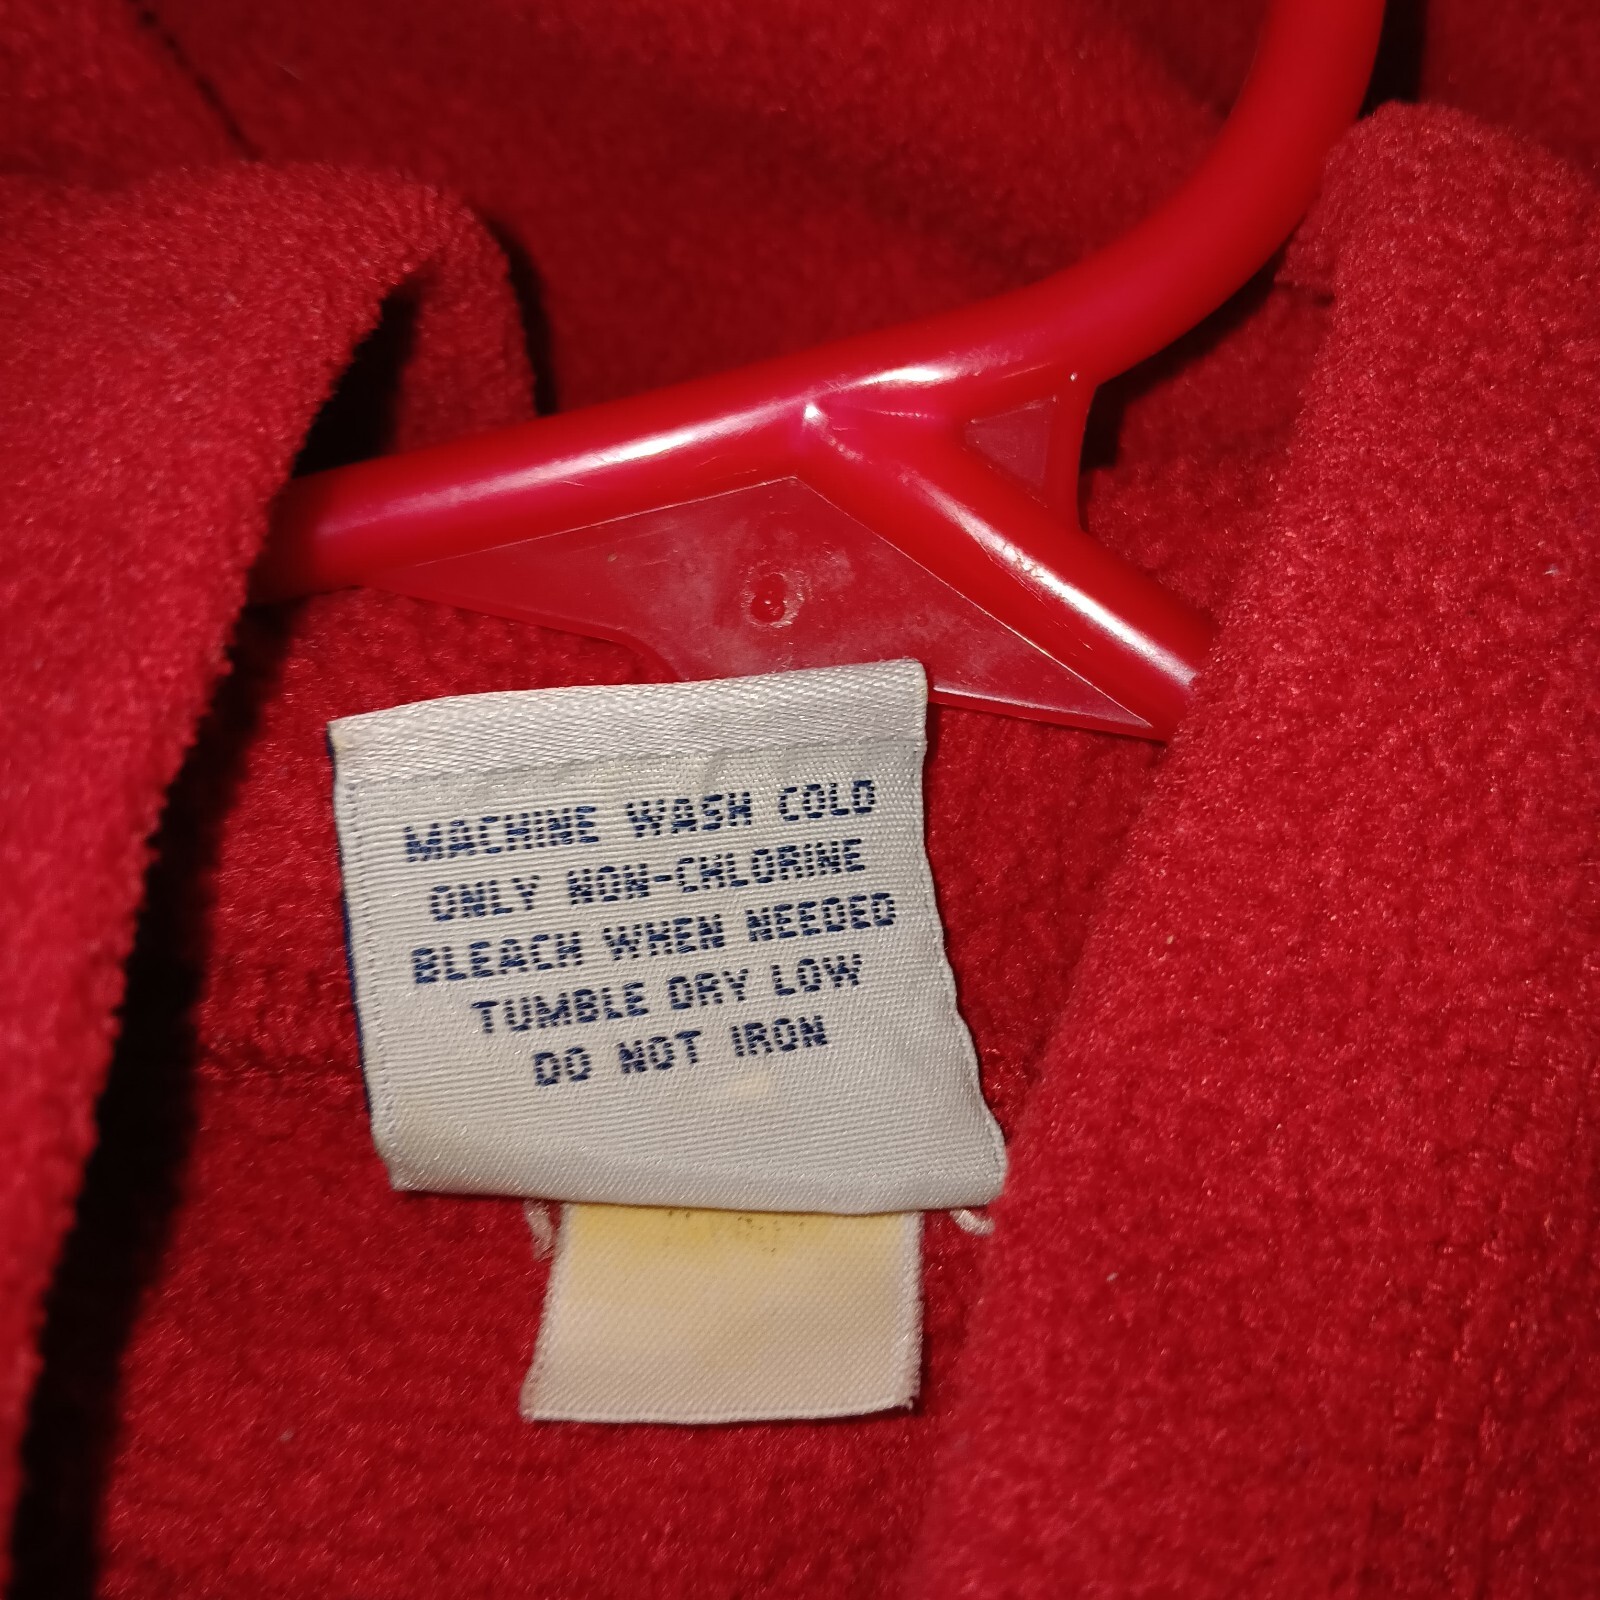 MACHINE WASH COLD
ONLY NON-CHLORINE
BLEACH WHEN NEEDED
TUMBLE DRY LOW
DO NOT IRON